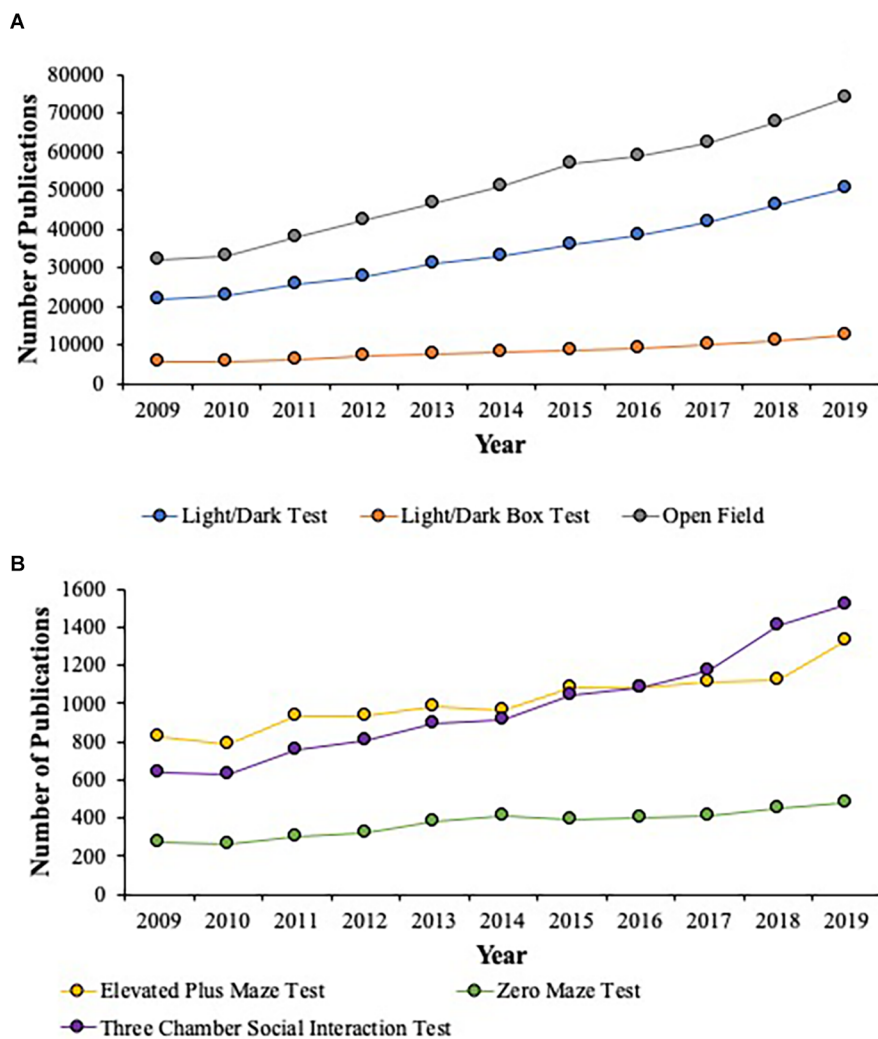 A
Number of Publications
80000
70000
60000
50000
40000
30000
20000
10000
0
2009 2010 2011 2012 2013 2014 2015 2016 2017 2018 2019
Year
Light/Dark Test Light/Dark Box Test Open Field
B
Number of Publications
1600
1400
1200
1000
800
600
400
200
0
2009 2010 2011 2012 2013 2014 2015 2016 2017 2018 2019
Year
Elevated Plus Maze Test Zero Maze Test
Three Chamber Social Interaction Test